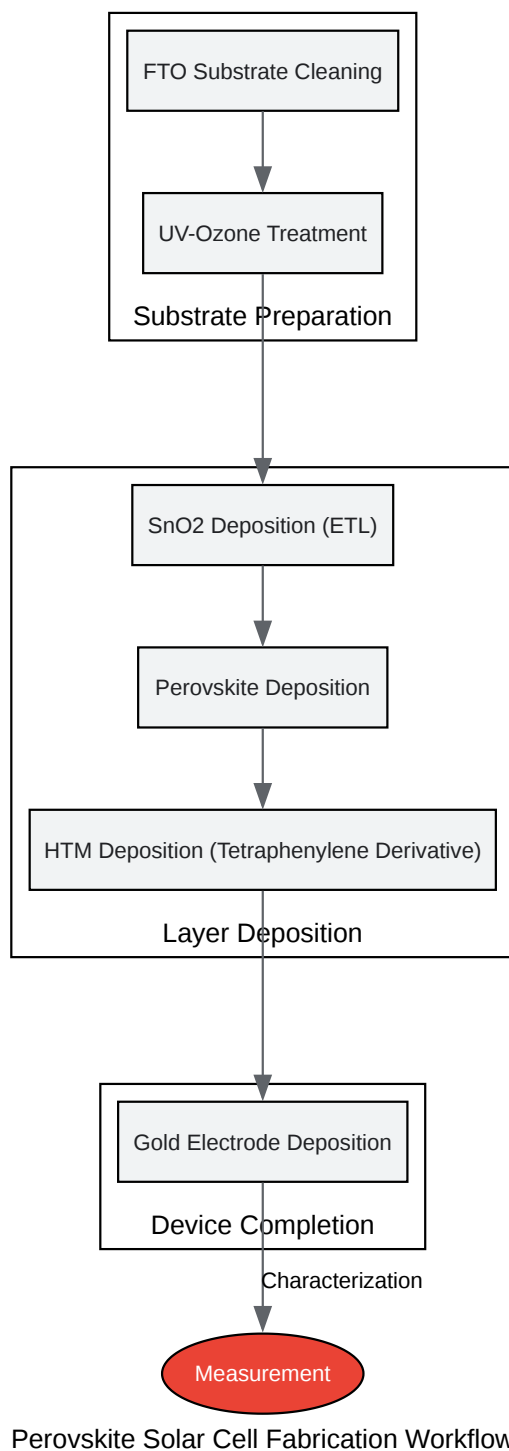 FTO Substrate Cleaning
UV-Ozone Treatment
Substrate Preparation
SnO2 Deposition (ETL)
Perovskite Deposition
HTM Deposition (Tetraphenylene Derivative)
Layer Deposition
Gold Electrode Deposition
Device Completion
Characterization
Measurement
Perovskite Solar Cell Fabrication Workflow